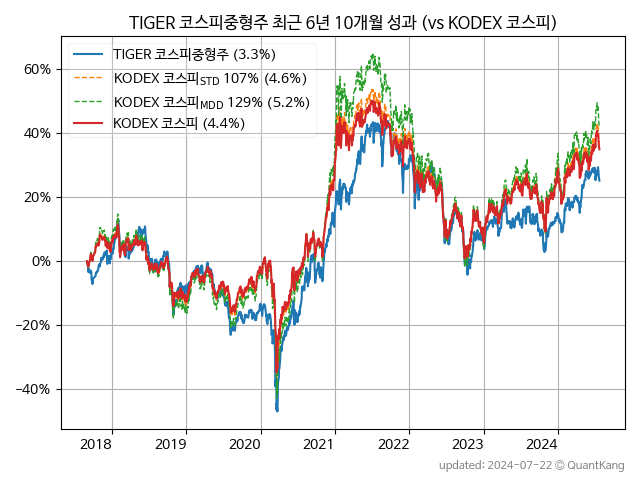 TIGER 코스피중형주 최근 6년 10개월 성과 (vs KODEX 코스피)
TIGER 코스피중형주 (3.3%)
KODEX 코스피STD 107% (4.6%)
KODEX 코스피MDD 129% (5.2%)
KODEX 코스피 (4.4%)
60%
40%
20%
0%
−20%
−40%
2018 2019 2020 2021 2022 2023 2024
updated: 2024-07-22 © QuantKang